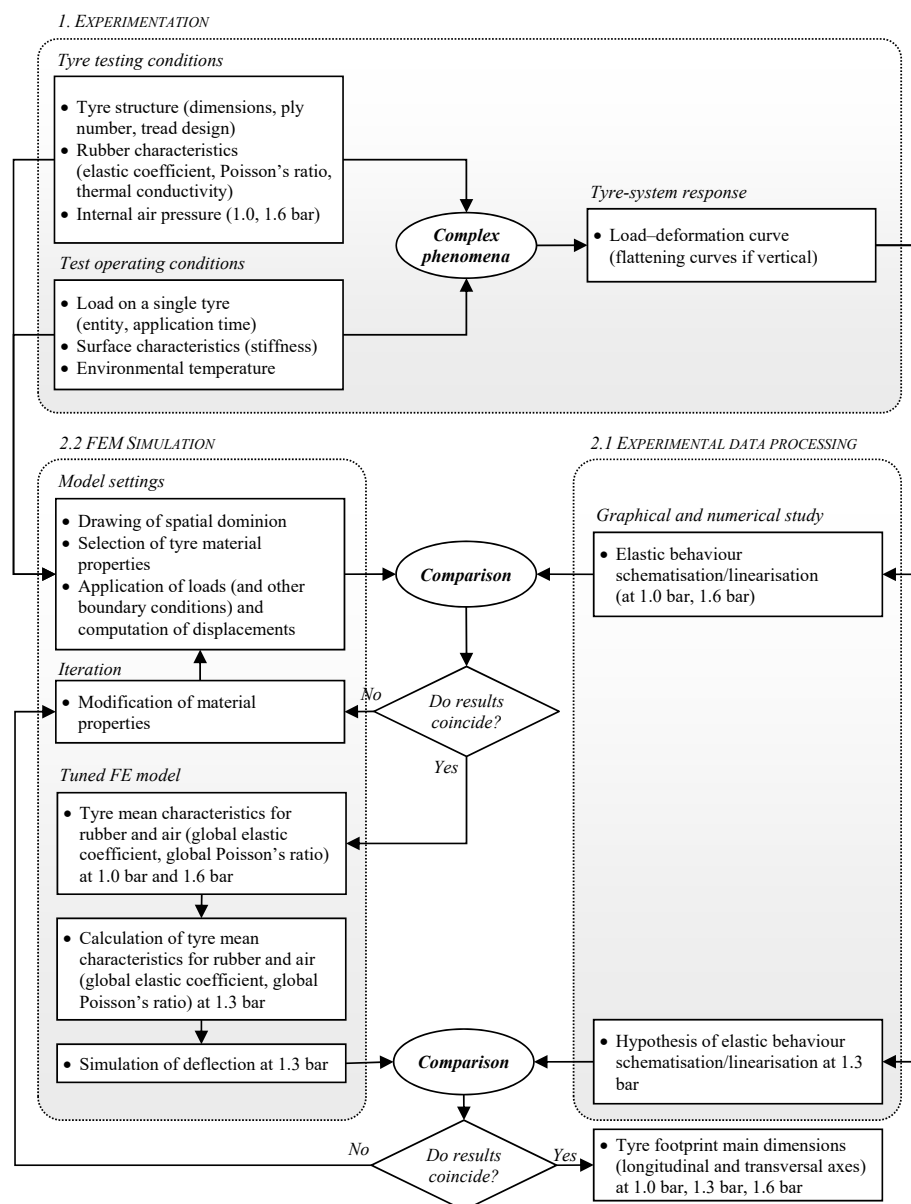 1. EXPERIMENTATION
Tyre testing conditions
• Tyre structure (dimensions, ply
number, tread design)
• Rubber characteristics
(elastic coefficient, Poisson's ratio,
thermal conductivity)
• Internal air pressure (1.0, 1.6 bar)
Test operating conditions
• Load on a single tyre
(entity, application time)
• Surface characteristics (stiffness)
• Environmental temperature
Complex
phenomena
Tyre-system response
• Load–deformation curve
(flattening curves if vertical)
2.2 FEM SIMULATION
Model settings
• Drawing of spatial dominion
• Selection of tyre material
properties
• Application of loads (and other
boundary conditions) and
computation of displacements
Iteration
• Modification of material
properties
Comparison
2.1 EXPERIMENTAL DATA PROCESSING
Graphical and numerical study
• Elastic behaviour
schematisation/linearisation
(at 1.0 bar, 1.6 bar)
No
Do results
coincide?
Yes
Tuned FE model
• Tyre mean characteristics for
rubber and air (global elastic
coefficient, global Poisson's ratio)
at 1.0 bar and 1.6 bar
• Calculation of tyre mean
characteristics for rubber and air
(global elastic coefficient, global
Poisson's ratio) at 1.3 bar
• Simulation of deflection at 1.3 bar
Comparison
• Hypothesis of elastic behaviour
schematisation/linearisation at 1.3
bar
No
Do results
coincide?
Yes
• Tyre footprint main dimensions
(longitudinal and transversal axes)
at 1.0 bar, 1.3 bar, 1.6 bar